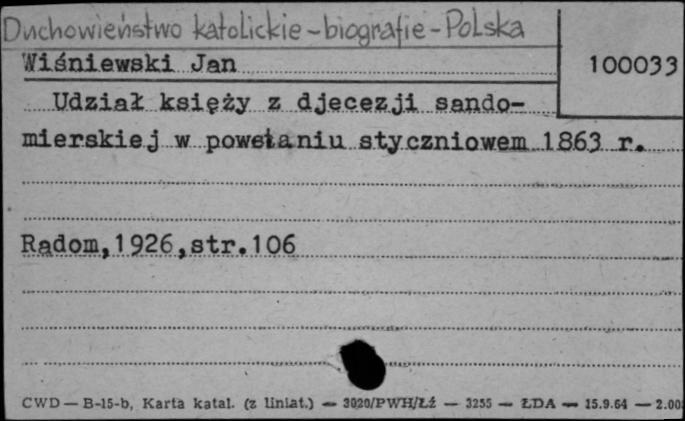 Duchowieństwo katolickie - biografie - Polska
Wiśniewski Jan
100033
Udział księży z djecezji sando-
mierskiej w powstaniu styczniowem 1863 r.
Radom,1926,str.106
CWD — B-15-b, Karta katal. (z liniat.) — 3020/PWH/Łź — 3255 — ŁDA — 15.9.64 — 2.00